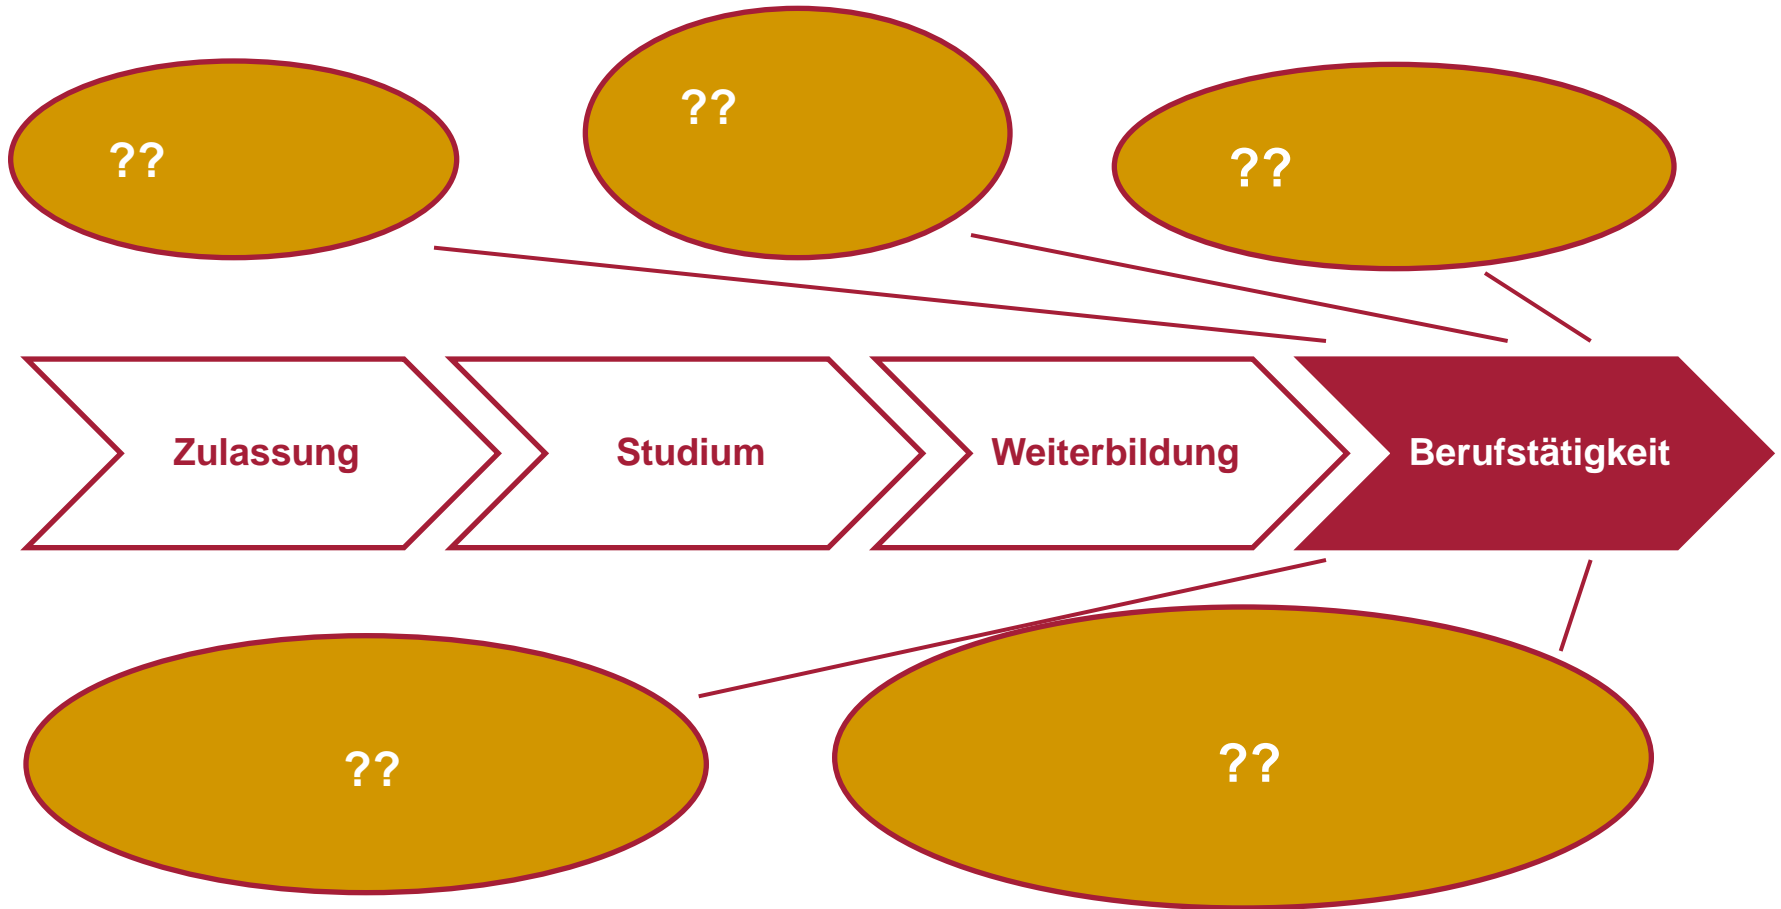 ??
??
??
Zulassung
Studium
Weiterbildung
Berufstätigkeit
??
??